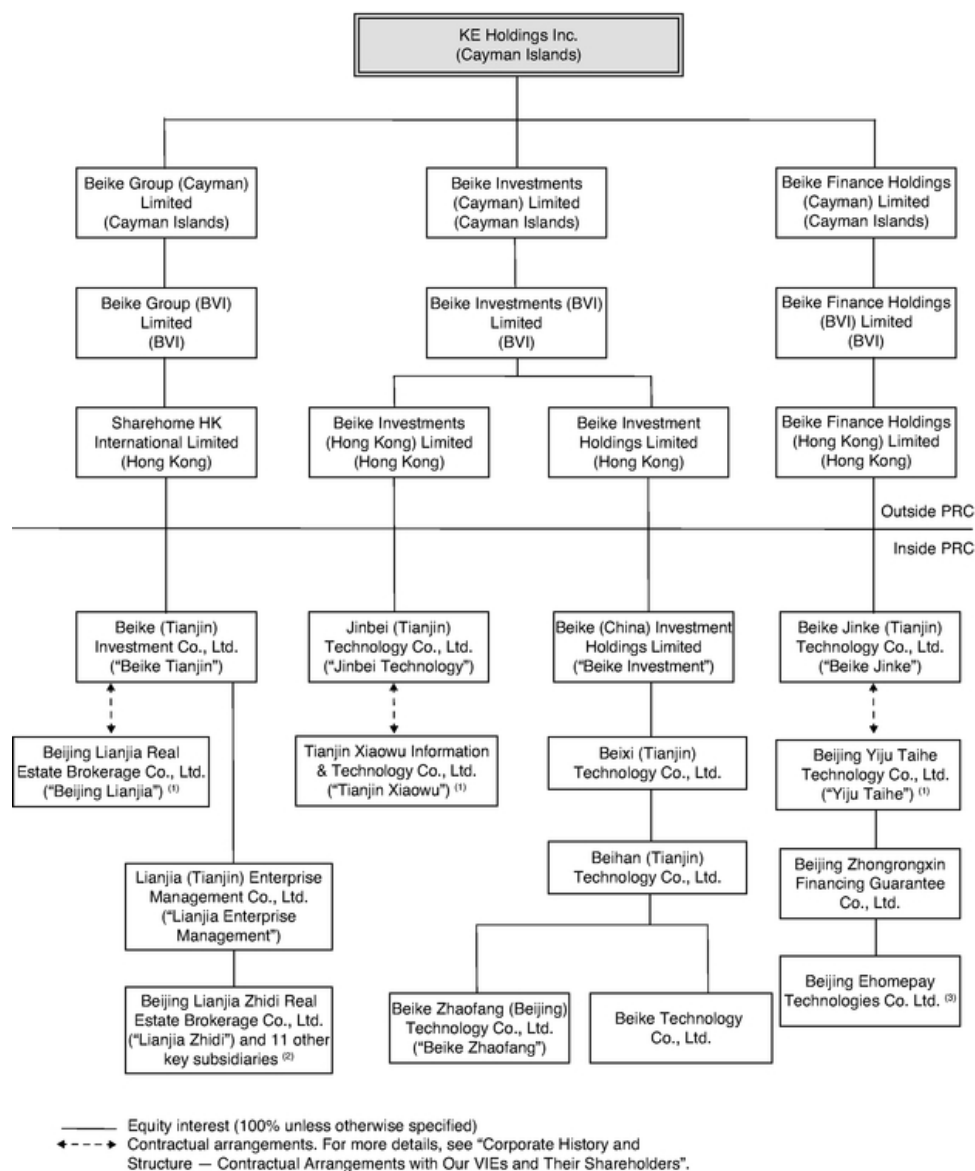 KE Holdings Inc.
(Cayman Islands)
Beike Group (Cayman)
Limited
(Cayman Islands)
Beike Investments
(Cayman) Limited
(Cayman Islands)
Beike Finance Holdings
(Cayman) Limited
(Cayman Islands)
Beike Group (BVI)
Limited
(BVI)
Beike Investments (BVI)
Limited
(BVI)
Beike Finance Holdings
(BVI) Limited
(BVI)
Sharehome HK
International Limited
(Hong Kong)
Beike Investments
(Hong Kong) Limited
(Hong Kong)
Beike Investment
Holdings Limited
(Hong Kong)
Beike Finance Holdings
(Hong Kong) Limited
(Hong Kong)
Outside PRC
Inside PRC
Beike (Tianjin)
Investment Co., Ltd.
(“Beike Tianjin”)
Jinbei (Tianjin)
Technology Co., Ltd.
(“Jinbei Technology”)
Beike (China) Investment
Holdings Limited
(“Beike Investment”)
Beike Jinke (Tianjin)
Technology Co., Ltd.
(“Beike Jinke”)
Beijing Lianjia Real
Estate Brokerage Co., Ltd.
(“Beijing Lianjia”) (1)
Tianjin Xiaowu Information
& Technology Co., Ltd.
(“Tianjin Xiaowu”) (1)
Beixi (Tianjin)
Technology Co., Ltd.
Beijing Yiju Taihe
Technology Co., Ltd.
(“Yiju Taihe”) (1)
Lianjia (Tianjin) Enterprise
Management Co., Ltd.
(“Lianjia Enterprise
Management”)
Beihan (Tianjin)
Technology Co., Ltd.
Beijing Zhongrongxin
Financing Guarantee
Co., Ltd.
Beijing Lianjia Zhidi Real
Estate Brokerage Co., Ltd.
(“Lianjia Zhidi”) and 11 other
key subsidiaries (2)
Beike Zhaofang (Beijing)
Technology Co., Ltd.
(“Beike Zhaofang”)
Beike Technology
Co., Ltd.
Beijing Ehomepay
Technologies Co. Ltd. (3)
Equity interest (100% unless otherwise specified)
Contractual arrangements. For more details, see “Corporate History and
Structure — Contractual Arrangements with Our VIEs and Their Shareholders”.